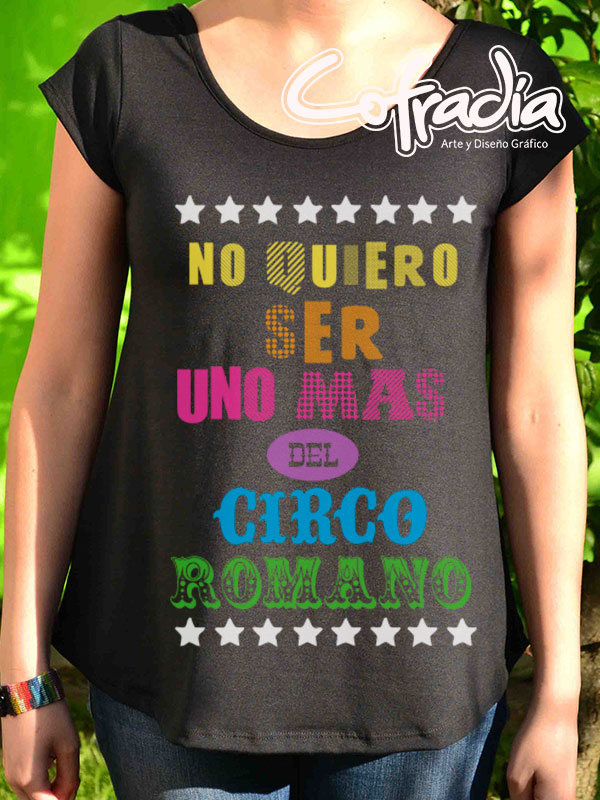 Cofradía
Arte y Diseño Gráfico
NO QUIERO
SER
UNO MAS
DEL
CIRCO
ROMANO